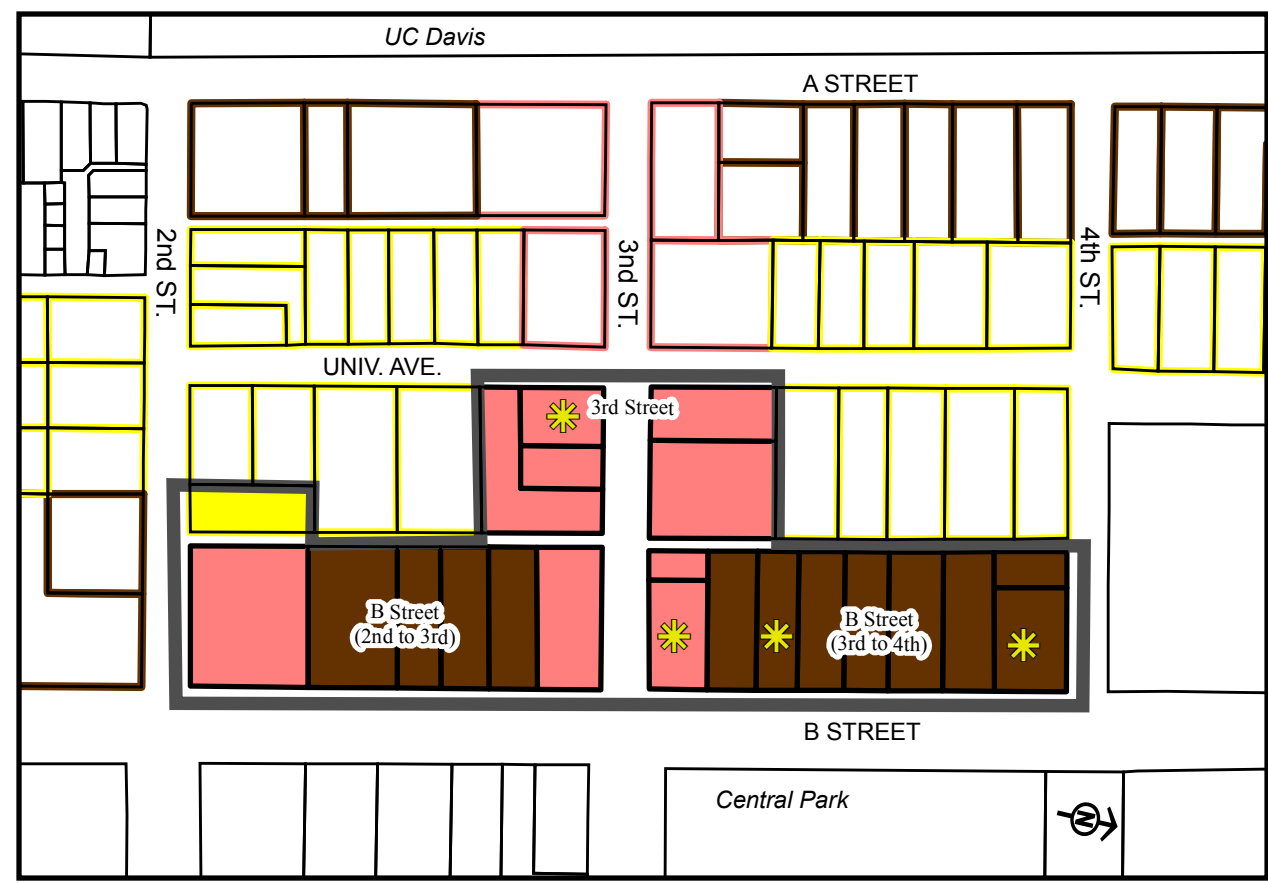 UC Davis
A STREET
2nd ST.
3rd ST.
4th ST.
UNIV. AVE.
3rd Street
B Street
(2nd to 3rd)
B Street
(3rd to 4th)
B STREET
Central Park
N